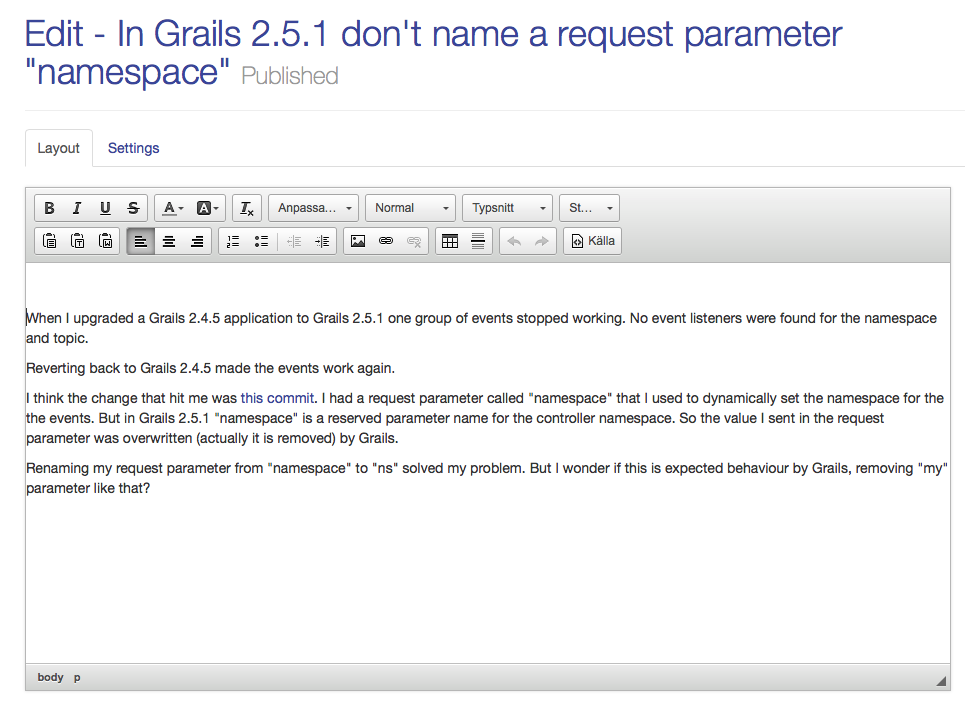 Edit - In Grails 2.5.1 don't name a request parameter
"namespace" Published
Layout Settings
B I U S A A Tx Anpassa... Normal Typsnitt St...
Källa
When I upgraded a Grails 2.4.5 application to Grails 2.5.1 one group of events stopped working. No event listeners were found for the namespace
and topic.
Reverting back to Grails 2.4.5 made the events work again.
I think the change that hit me was this commit. I had a request parameter called "namespace" that I used to dynamically set the namespace for the
the events. But in Grails 2.5.1 "namespace" is a reserved parameter name for the controller namespace. So the value I sent in the request
parameter was overwritten (actually it is removed) by Grails.
Renaming my request parameter from "namespace" to "ns" solved my problem. But I wonder if this is expected behaviour by Grails, removing "my"
parameter like that?
body p